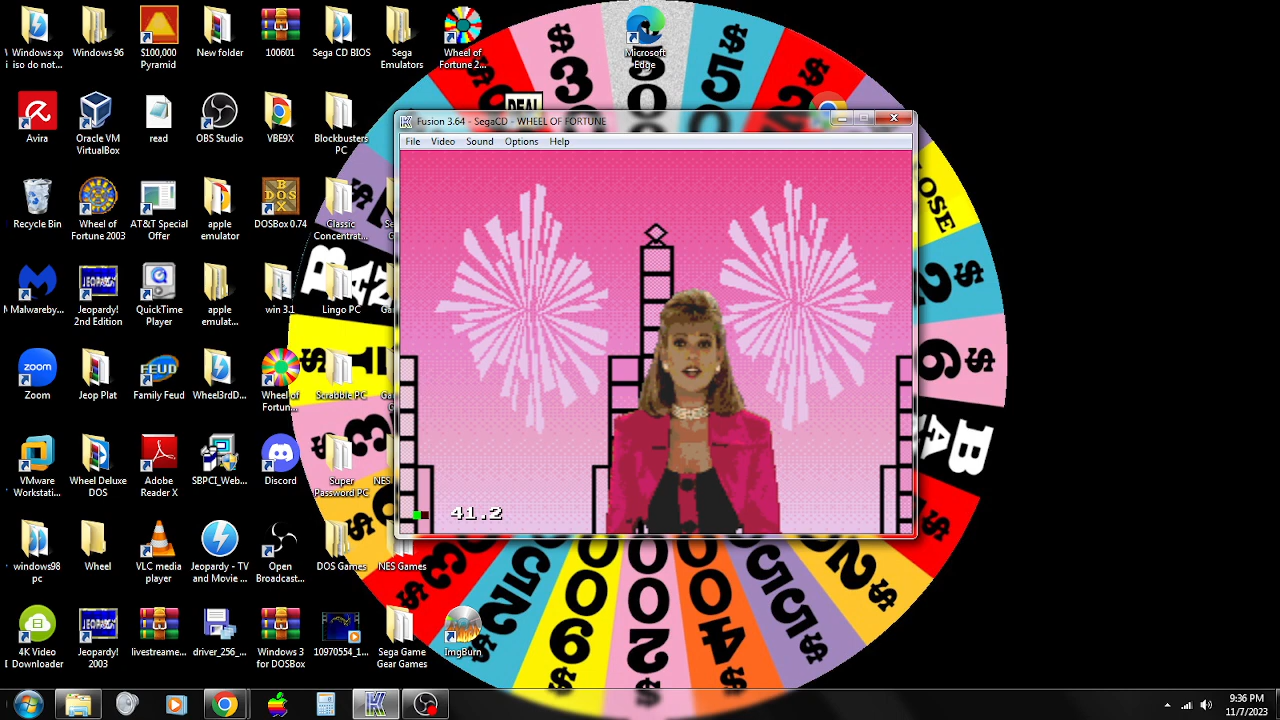 Windows xp
iso do not...
Windows 96
$100,000
Pyramid
New folder
100601
Sega CD BIOS
Sega
Emulators
Wheel of
Fortune 2...
Microsoft
Edge
DEAL
Avira
Oracle VM
VirtualBox
read
OBS Studio
VBE9X
Blockbusters
PC
Fusion 3.64 - SegaCD - WHEEL OF FORTUNE
File Video Sound Options Help
Recycle Bin
Wheel of
Fortune 2003
AT&T Special
Offer
apple
emulator
DOSBox 0.74
Classic
Concentrat...
Malwareby...
Jeopardy!
2nd Edition
QuickTime
Player
apple
emulat...
win 3.1
Lingo PC
zoom
Zoom
Jeop Plat
FEUD
Family Feud
Wheel3rdD...
Wheel of
Fortun...
Scrabble PC
VMware
Workstati...
Wheel Deluxe
DOS
Adobe
Reader X
SBPCI_Web...
Discord
Super
Password PC
41.2
windows98
pc
Wheel
VLC media
player
Jeopardy - TV
and Movie ...
Open
Broadcast...
DOS Games
NES Games
4K Video
Downloader
Jeopardy!
2003
livestreame...
driver_256_...
Windows 3
for DOSBox
10970554_1...
Sega Game
Gear Games
ImgBurn
9:36 PM
11/7/2023